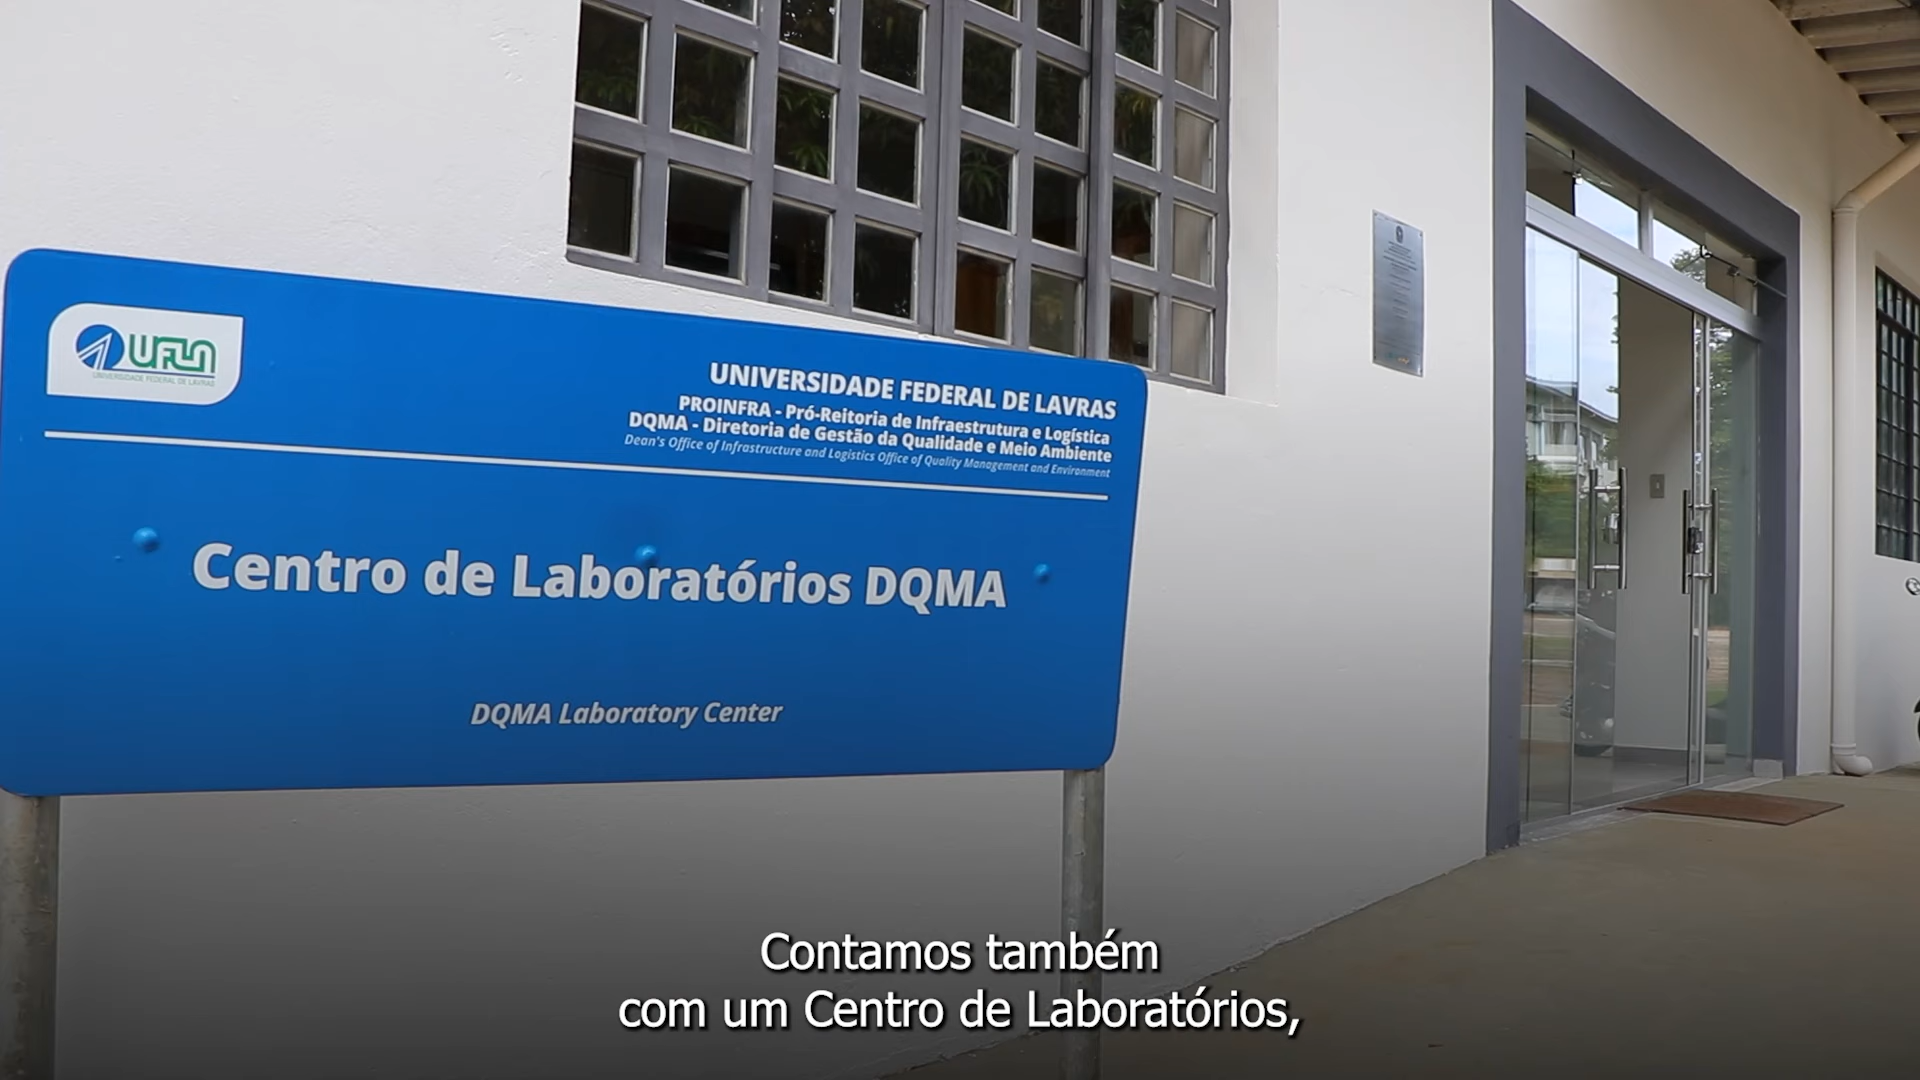 UFLA
UNIVERSIDADE FEDERAL DE LAVRAS
UNIVERSIDADE FEDERAL DE LAVRAS
PROINFRA - Pró-Reitoria de Infraestrutura e Logística
DQMA - Diretoria de Gestão da Qualidade e Meio Ambiente
Dean's Office of Infrastructure and Logistics Office of Quality Management and Environment
Centro de Laboratórios DQMA
DQMA Laboratory Center
Contamos também
com um Centro de Laboratórios,